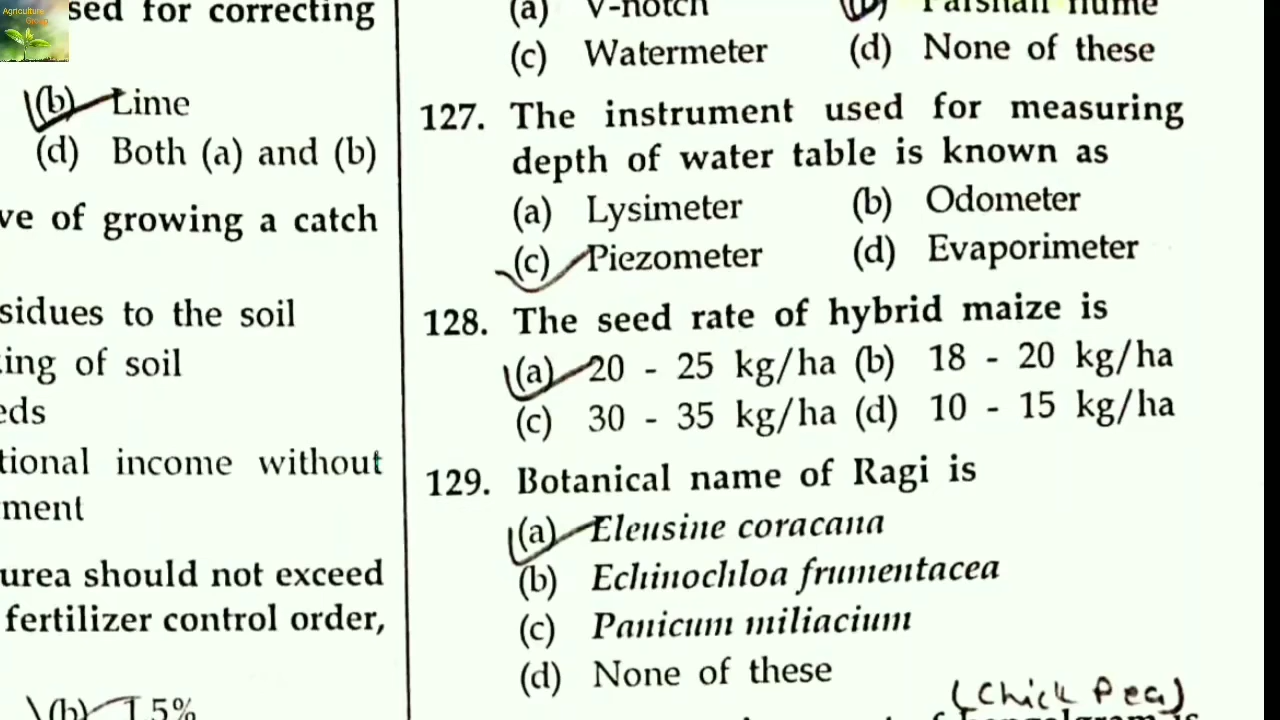 Agriculture
Group
sed for correcting
(b) Lime
(d) Both (a) and (b)
ve of growing a catch
sidues to the soil
ing of soil
eds
tional income without
ment
urea should not exceed
fertilizer control order,
(b) 1.5%
(a) V-notch (b) Parshall flume
(c) Watermeter (d) None of these
127. The instrument used for measuring
depth of water table is known as
(a) Lysimeter (b) Odometer
(c) Piezometer (d) Evaporimeter
128. The seed rate of hybrid maize is
(a) 20 - 25 kg/ha (b) 18 - 20 kg/ha
(c) 30 - 35 kg/ha (d) 10 - 15 kg/ha
129. Botanical name of Ragi is
(a) Eleusine coracana
(b) Echinochloa frumentacea
(c) Panicum miliacium
(d) None of these
(Chick Pea)